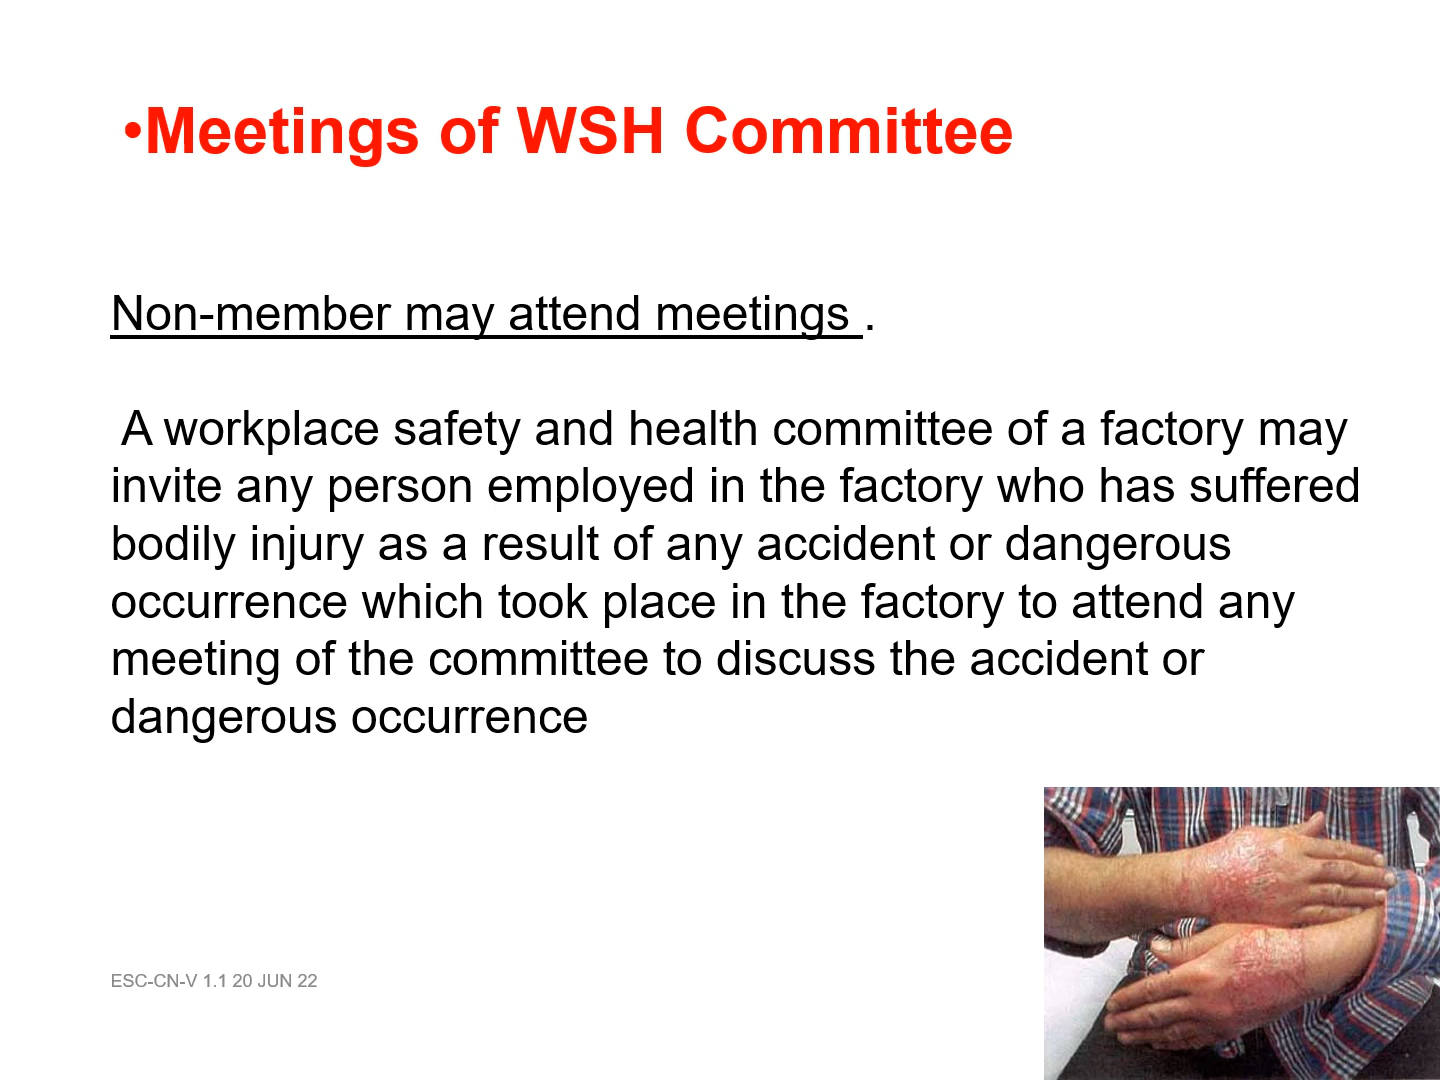 •Meetings of WSH Committee
Non-member may attend meetings .
A workplace safety and health committee of a factory may
invite any person employed in the factory who has suffered
bodily injury as a result of any accident or dangerous
occurrence which took place in the factory to attend any
meeting of the committee to discuss the accident or
dangerous occurrence
ESC-CN-V 1.1 20 JUN 22